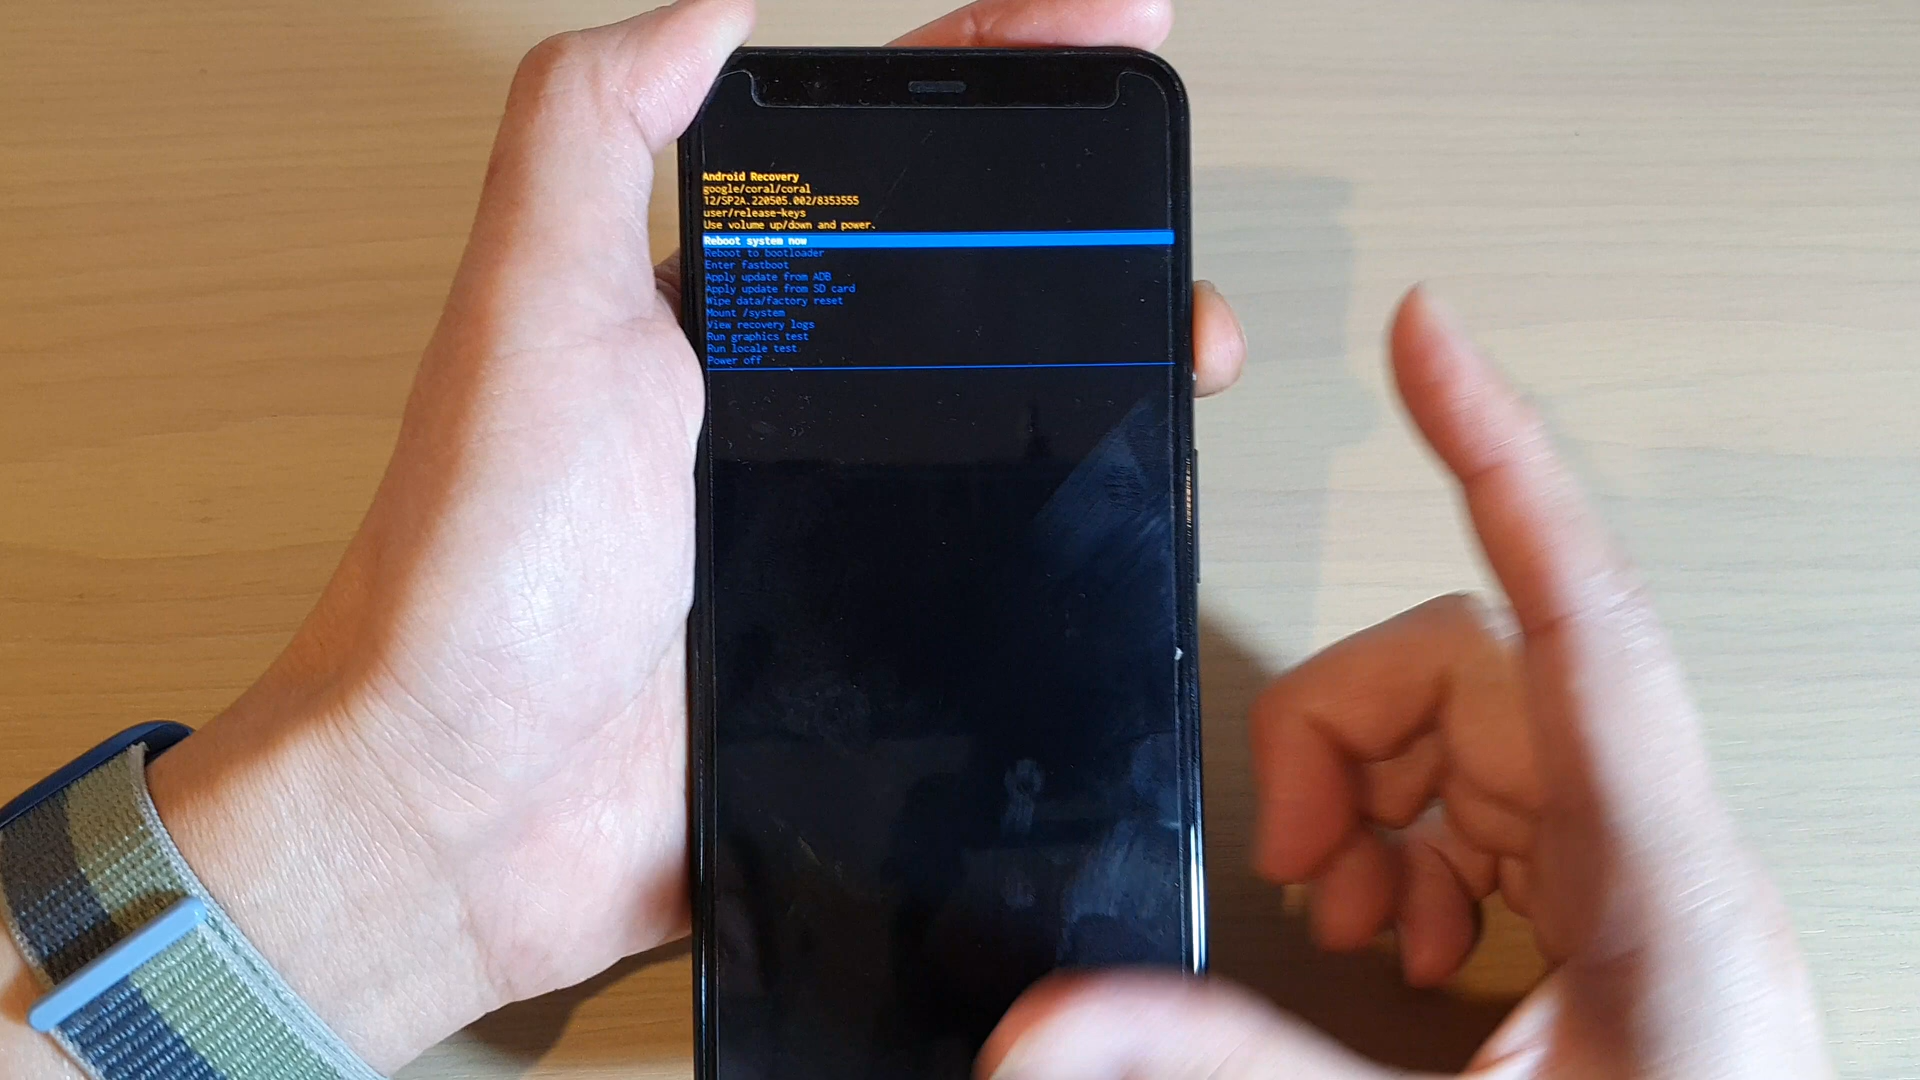 Android Recovery
google/coral/coral
12/SP2A.220505.002/8353555
user/release-keys
Use volume up/down and power.
Reboot system now
Reboot to bootloader
Enter fastboot
Apply update from ADB
Apply update from SD card
Wipe data/factory reset
Mount /system
View recovery logs
Run graphics test
Run locale test
Power off